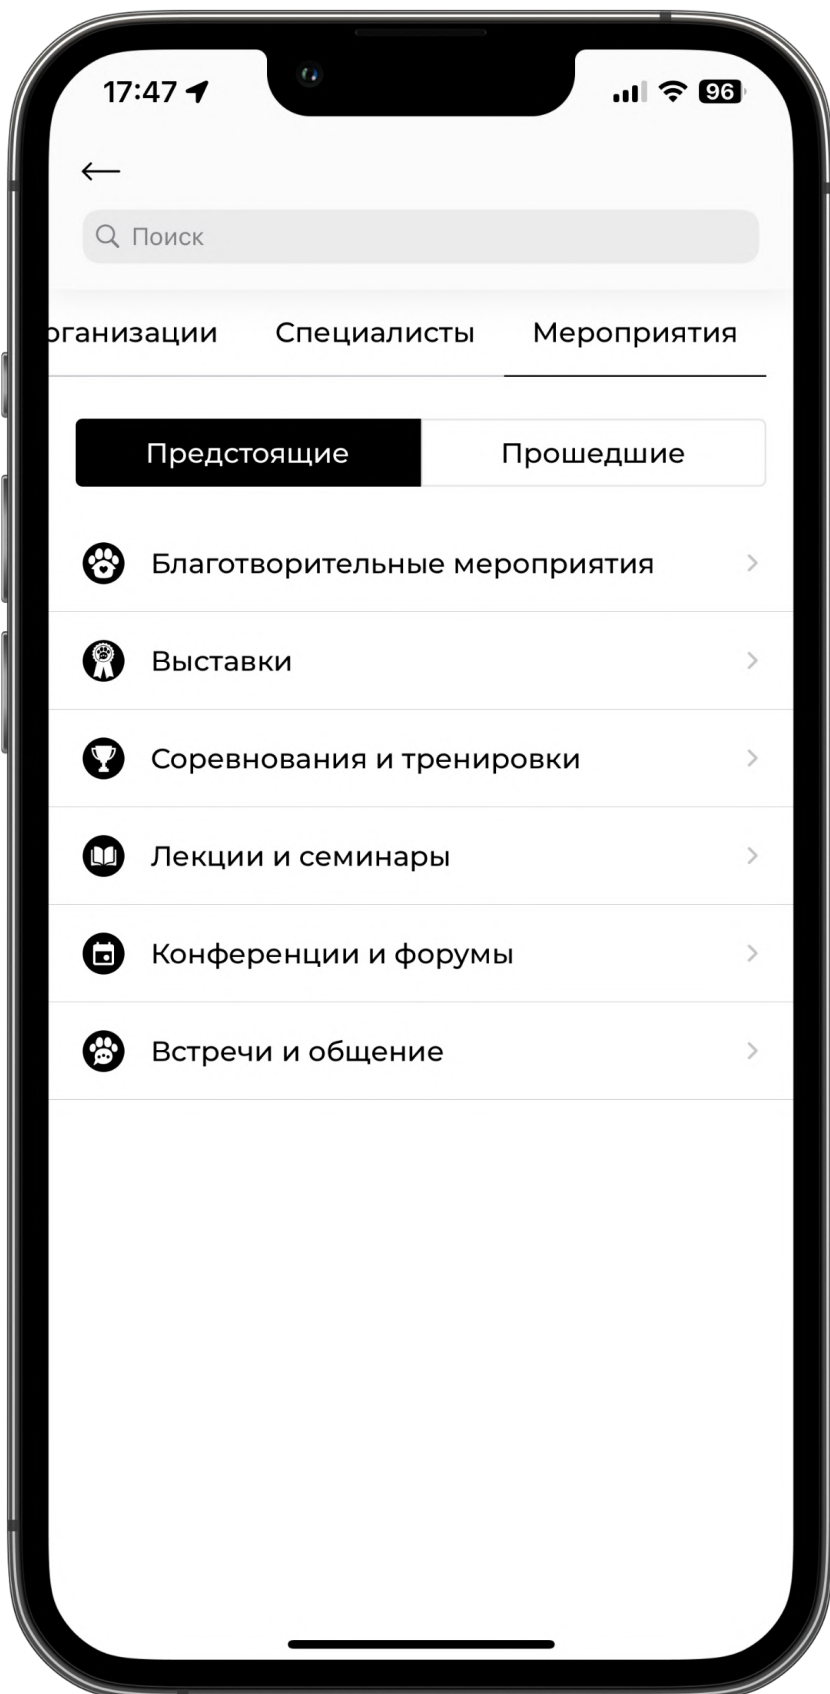 17:47
96
Поиск
рганизации Специалисты Мероприятия
Предстоящие Прошедшие
Благотворительные мероприятия
Выставки
Соревнования и тренировки
Лекции и семинары
Конференции и форумы
Встречи и общение